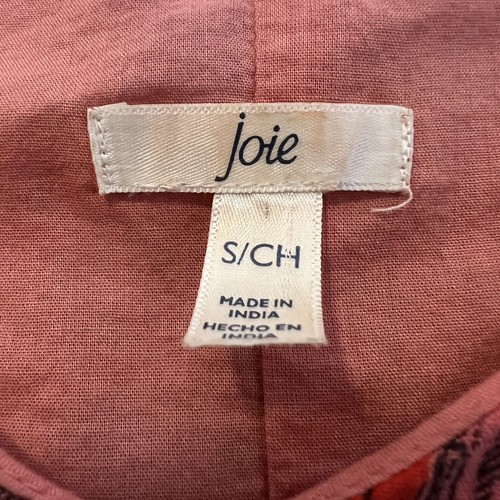 joie
S/CH
MADE IN
INDIA
HECHO EN
INDIA